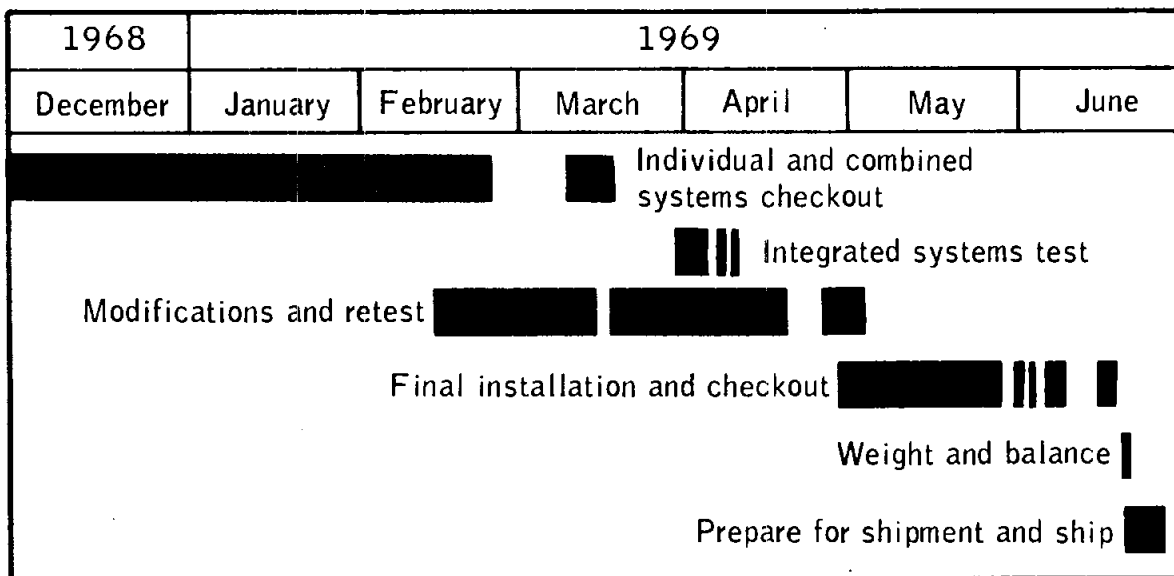 1968 1969
December January February March April May June
Individual and combined
systems checkout
Integrated systems test
Modifications and retest
Final installation and checkout
Weight and balance
Prepare for shipment and ship